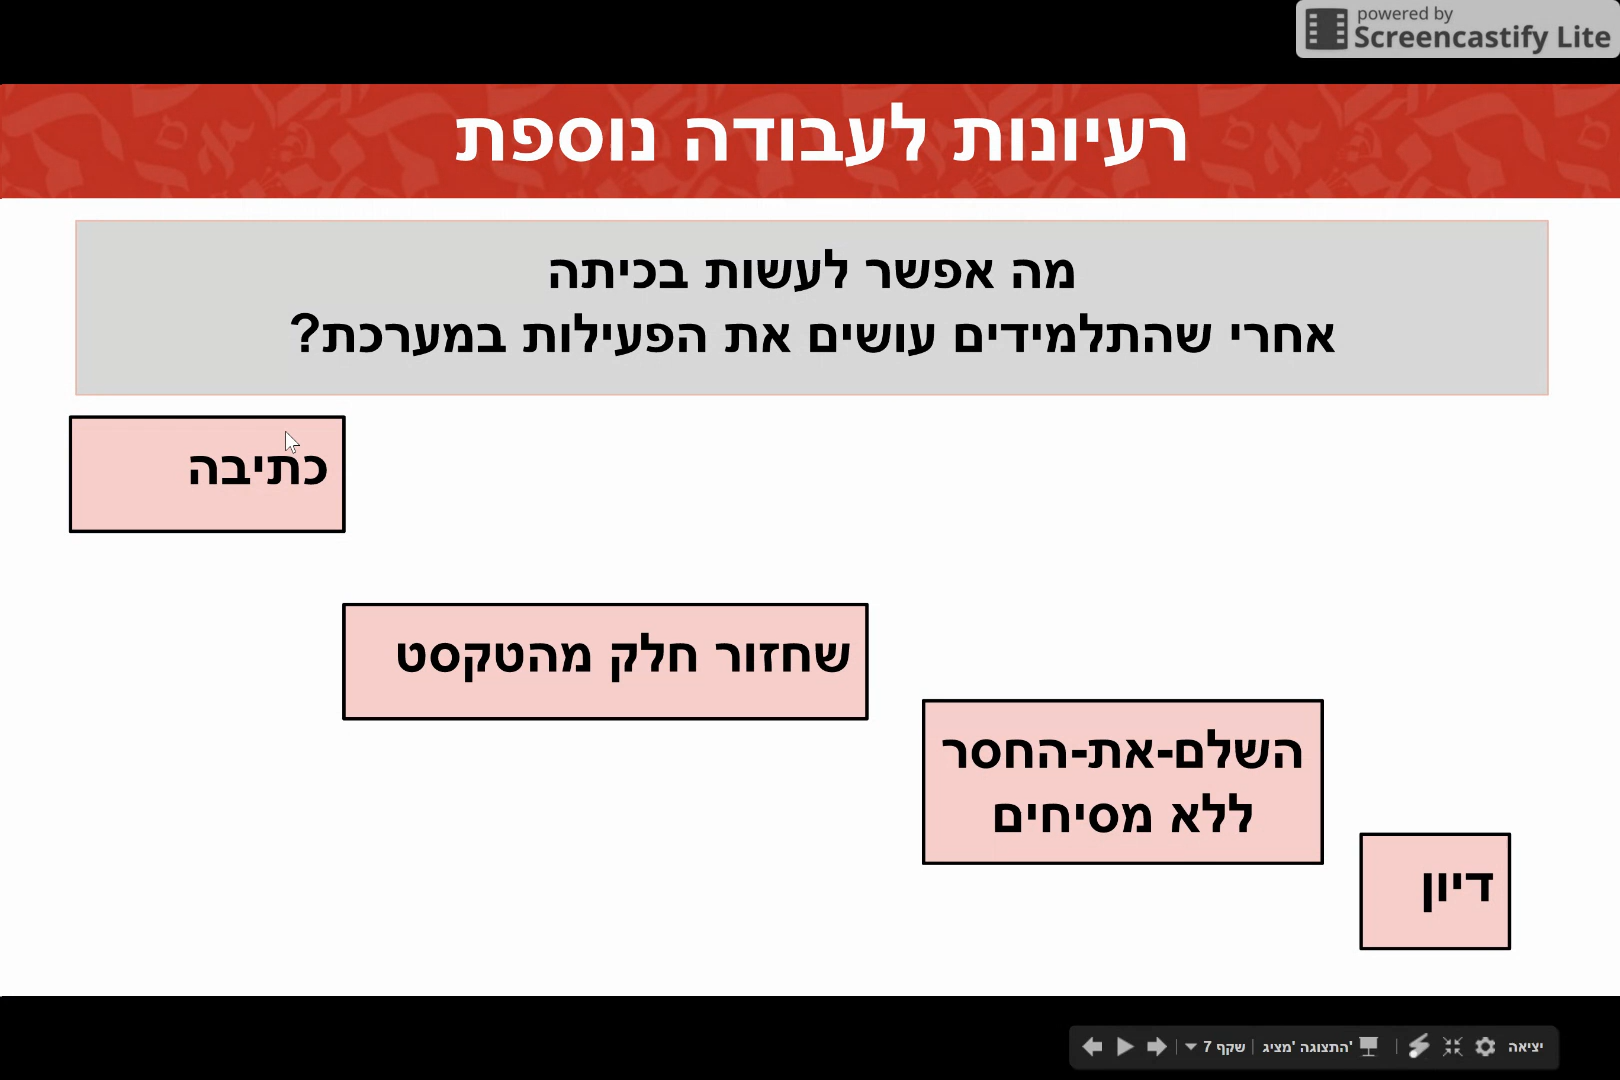 powered by
Screencastify Lite
רעיונות לעבודה נוספת
מה אפשר לעשות בכיתה
אחרי שהתלמידים עושים את הפעילות במערכת?
כתיבה
שחזור חלק מהטקסט
השלם-את-החסר
ללא מסיחים
דיון
יציאה
התצוגה 'מציג'
שקף 7